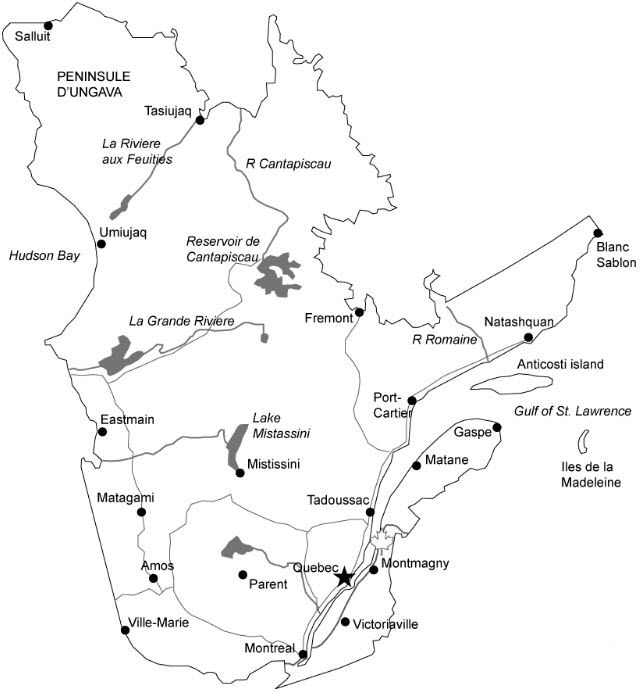 Salluit
PENINSULE
D'UNGAVA
Tasiujaq
La Riviere
aux Feuities
R Cantapiscau
Umiujaq
Hudson Bay
Reservoir de
Cantapiscau
Blanc
Sablon
La Grande Riviere
Fremont
R Romaine
Natashquan
Anticosti island
Port-
Cartier
Gulf of St. Lawrence
Eastmain
Lake
Mistassini
Gaspe
Matane
Iles de la
Madeleine
Mistissini
Matagami
Tadoussac
Amos
Parent
Quebec
Montmagny
Ville-Marie
Victoriaville
Montreal